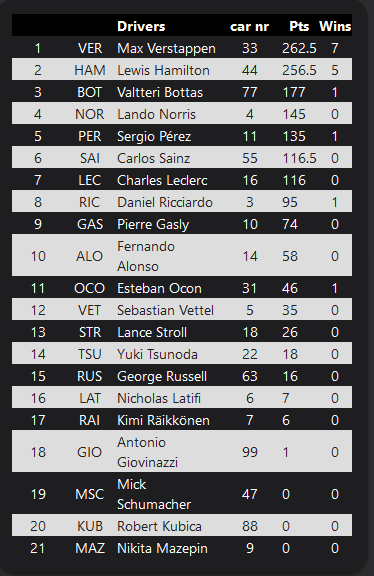 Drivers car nr Pts Wins
1 VER Max Verstappen 33 262.5 7
2 HAM Lewis Hamilton 44 256.5 5
3 BOT Valtteri Bottas 77 177 1
4 NOR Lando Norris 4 145 0
5 PER Sergio Pérez 11 135 1
6 SAI Carlos Sainz 55 116.5 0
7 LEC Charles Leclerc 16 116 0
8 RIC Daniel Ricciardo 3 95 1
9 GAS Pierre Gasly 10 74 0
10 ALO Fernando 14 58 0
Alonso
11 OCO Esteban Ocon 31 46 1
12 VET Sebastian Vettel 5 35 0
13 STR Lance Stroll 18 26 0
14 TSU Yuki Tsunoda 22 18 0
15 RUS George Russell 63 16 0
16 LAT Nicholas Latifi 6 7 0
17 RAI Kimi Räikkönen 7 6 0
18 GIO Antonio 99 1 0
Giovinazzi
19 MSC Mick 47 0 0
Schumacher
20 KUB Robert Kubica 88 0 0
21 MAZ Nikita Mazepin 9 0 0